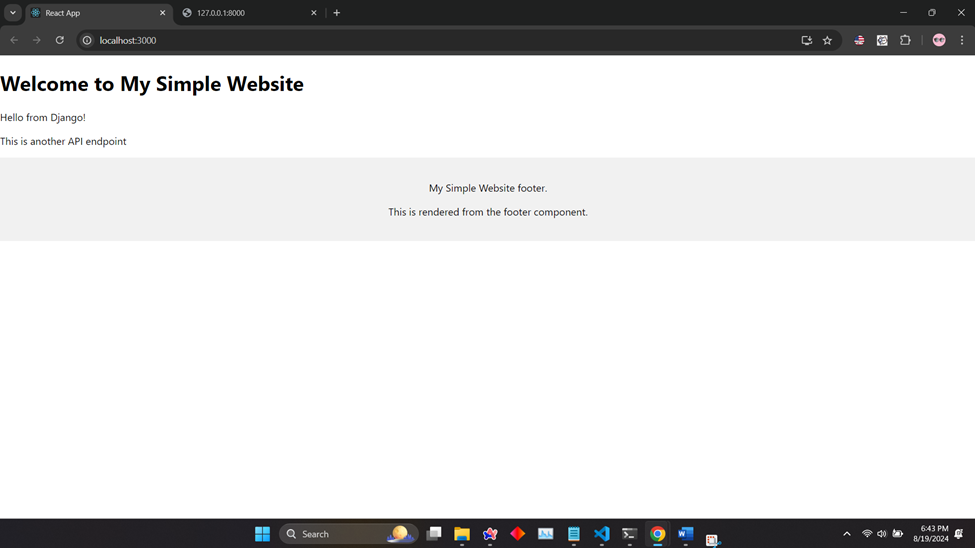 React App
127.0.0.1:8000
localhost:3000
Welcome to My Simple Website
Hello from Django!
This is another API endpoint
My Simple Website footer.
This is rendered from the footer component.
Search
6:43 PM
8/19/2024